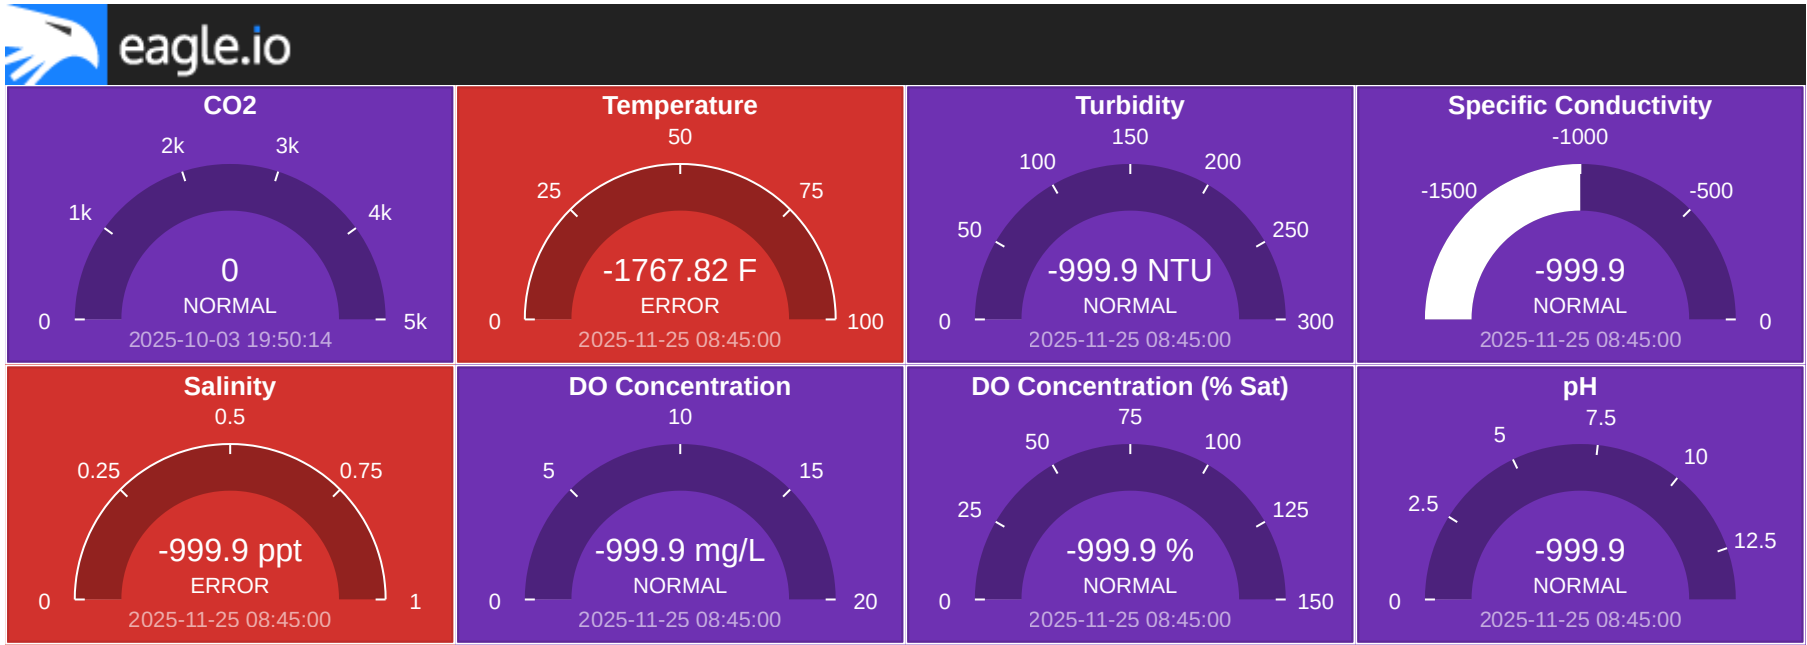 eagle.io
CO2
2k
3k
1k
4k
0
NORMAL
0
5k
2025-10-03 19:50:14
Temperature
50
25
75
-1767.82 F
ERROR
0
100
2025-11-25 08:45:00
Turbidity
150
100
200
50
250
-999.9 NTU
NORMAL
0
300
2025-11-25 08:45:00
Specific Conductivity
-1000
-1500
-500
-999.9
NORMAL
0
2025-11-25 08:45:00
Salinity
0.5
0.25
0.75
-999.9 ppt
ERROR
0
1
2025-11-25 08:45:00
DO Concentration
10
5
15
-999.9 mg/L
NORMAL
0
20
2025-11-25 08:45:00
DO Concentration (% Sat)
75
50
100
25
125
-999.9 %
NORMAL
0
150
2025-11-25 08:45:00
pH
7.5
5
10
2.5
12.5
-999.9
NORMAL
0
2025-11-25 08:45:00